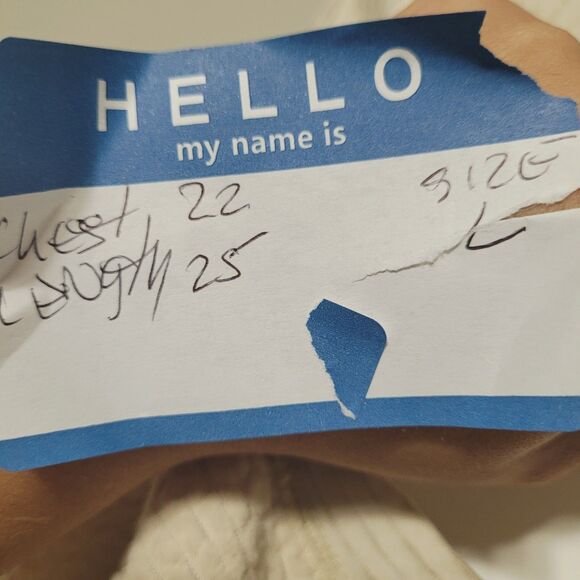 HELLO
my name is
Chest 22 SIZE
LENGTH 25 L